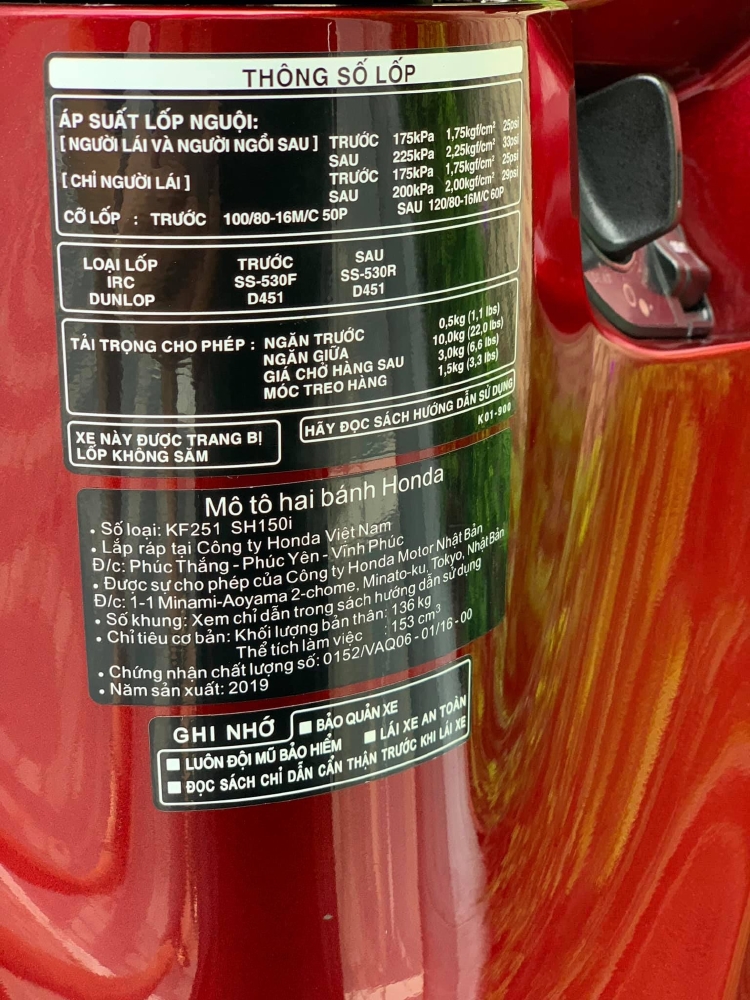 THÔNG SỐ LỐP
ÁP SUẤT LỐP NGUỘI:
[NGƯỜI LÁI VÀ NGƯỜI NGỒI SAU] TRƯỚC 175kPa 1,75kgf/cm² 25psi
SAU 225kPa 2,25kgf/cm² 33psi
[CHỈ NGƯỜI LÁI] TRƯỚC 175kPa 1,75kgf/cm² 25psi
SAU 200kPa 2,00kgf/cm² 29psi
CỠ LỐP : TRƯỚC 100/80-16M/C 50P SAU 120/80-16M/C 60P
LOẠI LỐP TRƯỚC SAU
IRC SS-530F SS-530R
DUNLOP D451 D451
TẢI TRỌNG CHO PHÉP : NGĂN TRƯỚC 0,5kg (1,1 lbs)
NGĂN GIỮA 10,0kg (22,0 lbs)
GIÁ CHỞ HÀNG SAU 3,0kg (6,6 lbs)
MÓC TREO HÀNG 1,5kg (3,3 lbs)
XE NÀY ĐƯỢC TRANG BỊ
LỐP KHÔNG SĂM
HÃY ĐỌC SÁCH HƯỚNG DẪN SỬ DỤNG
K01-900
Mô tô hai bánh Honda
• Số loại: KF251 SH150i
• Lắp ráp tại Công ty Honda Việt Nam
Đ/c: Phúc Thắng - Phúc Yên - Vĩnh Phúc
• Được sự cho phép của Công ty Honda Motor Nhật Bản
Đ/c: 1-1 Minami-Aoyama 2-chome, Minato-ku, Tokyo, Nhật Bản
• Số khung: Xem chỉ dẫn trong sách hướng dẫn sử dụng
• Chỉ tiêu cơ bản: Khối lượng bản thân: 136 kg
Thể tích làm việc : 153 cm³
• Chứng nhận chất lượng số: 0152/VAQ06 - 01/16 - 00
• Năm sản xuất: 2019
GHI NHỚ ■ BẢO QUẢN XE
■ LUÔN ĐỘI MŨ BẢO HIỂM ■ LÁI XE AN TOÀN
■ ĐỌC SÁCH CHỈ DẪN CẨN THẬN TRƯỚC KHI LÁI XE